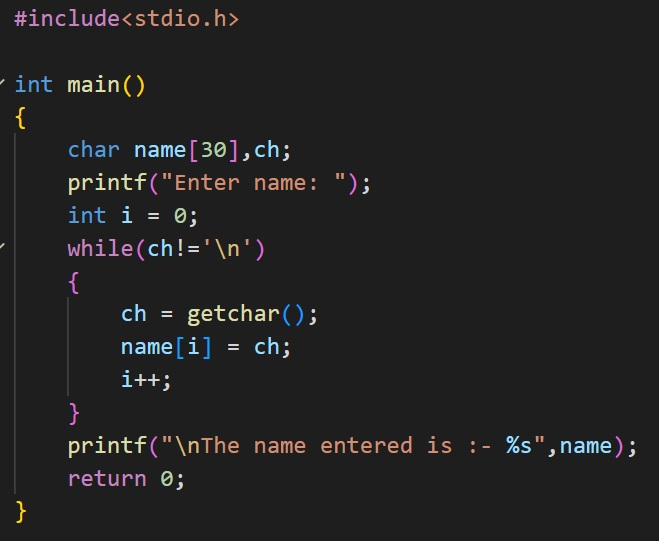 #include<stdio.h>
int main()
{
char name[30],ch;
printf("Enter name: ");
int i = 0;
while(ch!='\n')
{
ch = getchar();
name[i] = ch;
i++;
}
printf("\nThe name entered is :- %s",name);
return 0;
}